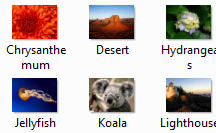 Chrysanthe
mum
Desert
Hydrangea
s
Jellyfish
Koala
Lighthouse